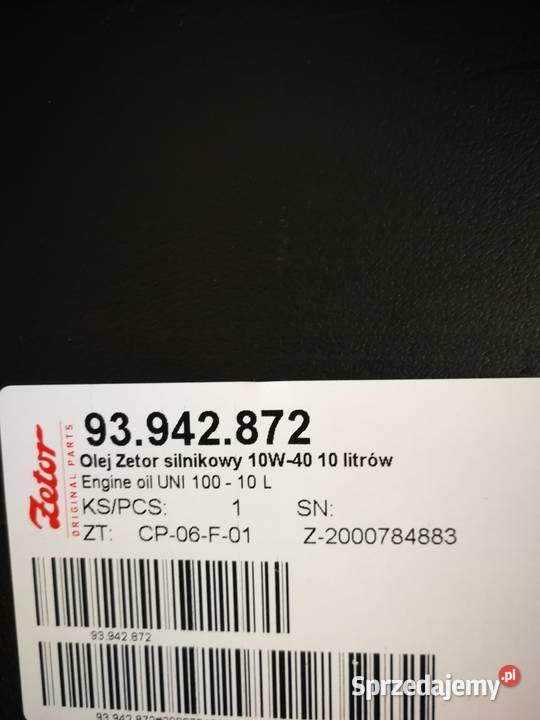 Zetor
ORIGINAL PARTS
93.942.872
Olej Zetor silnikowy 10W-40 10 litrów
Engine oil UNI 100 - 10 L
KS/PCS: 1 SN:
ZT: CP-06-F-01 Z-2000784883
93.942.872
Sprzedajemy.pl